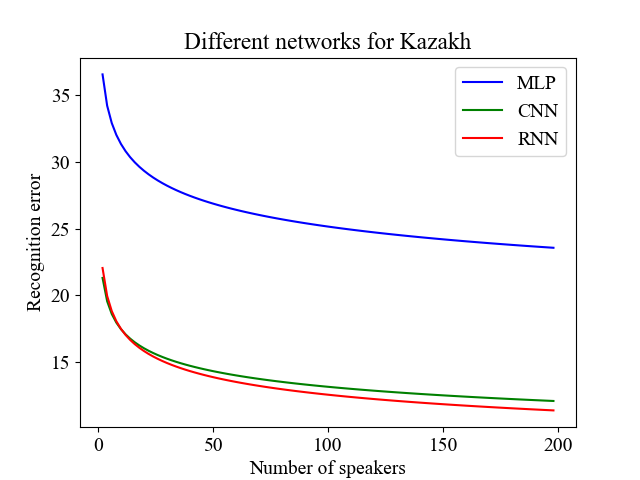 Different networks for Kazakh
MLP
CNN
RNN
Recognition error
35
30
25
20
15
0 50 100 150 200
Number of speakers